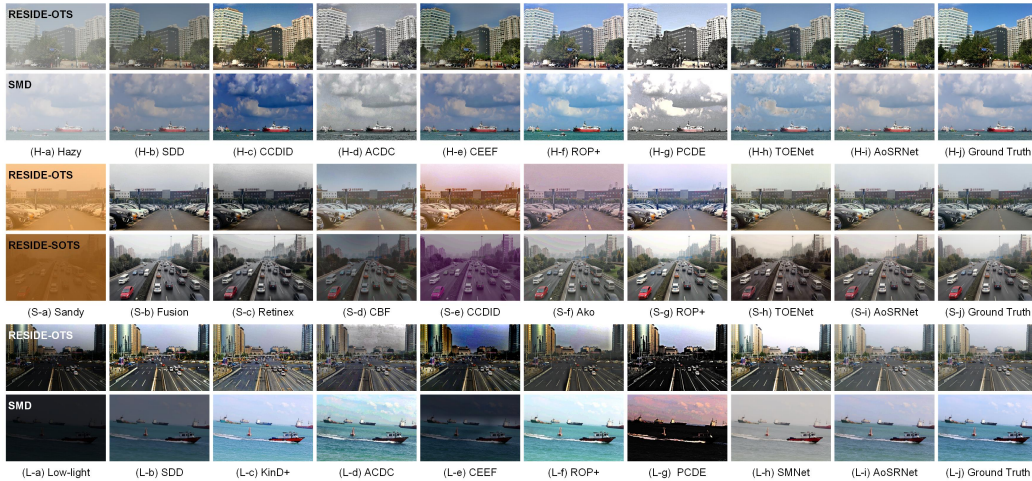 RESIDE-OTS
SMD
(H-a) Hazy (H-b) SDD (H-c) CCDID (H-d) ACDC (H-e) CEEF (H-f) ROP+ (H-g) PCDE (H-h) TOENet (H-i) AoSRNet (H-j) Ground Truth
RESIDE-OTS
RESIDE-SOTS
(S-a) Sandy (S-b) Fusion (S-c) Retinex (S-d) CBF (S-e) CCDID (S-f) Ako (S-g) ROP+ (S-h) TOENet (S-i) AoSRNet (S-j) Ground Truth
RESIDE-OTS
SMD
(L-a) Low-light (L-b) SDD (L-c) KinD+ (L-d) ACDC (L-e) CEEF (L-f) ROP+ (L-g) PCDE (L-h) SMNet (L-i) AoSRNet (L-j) Ground Truth